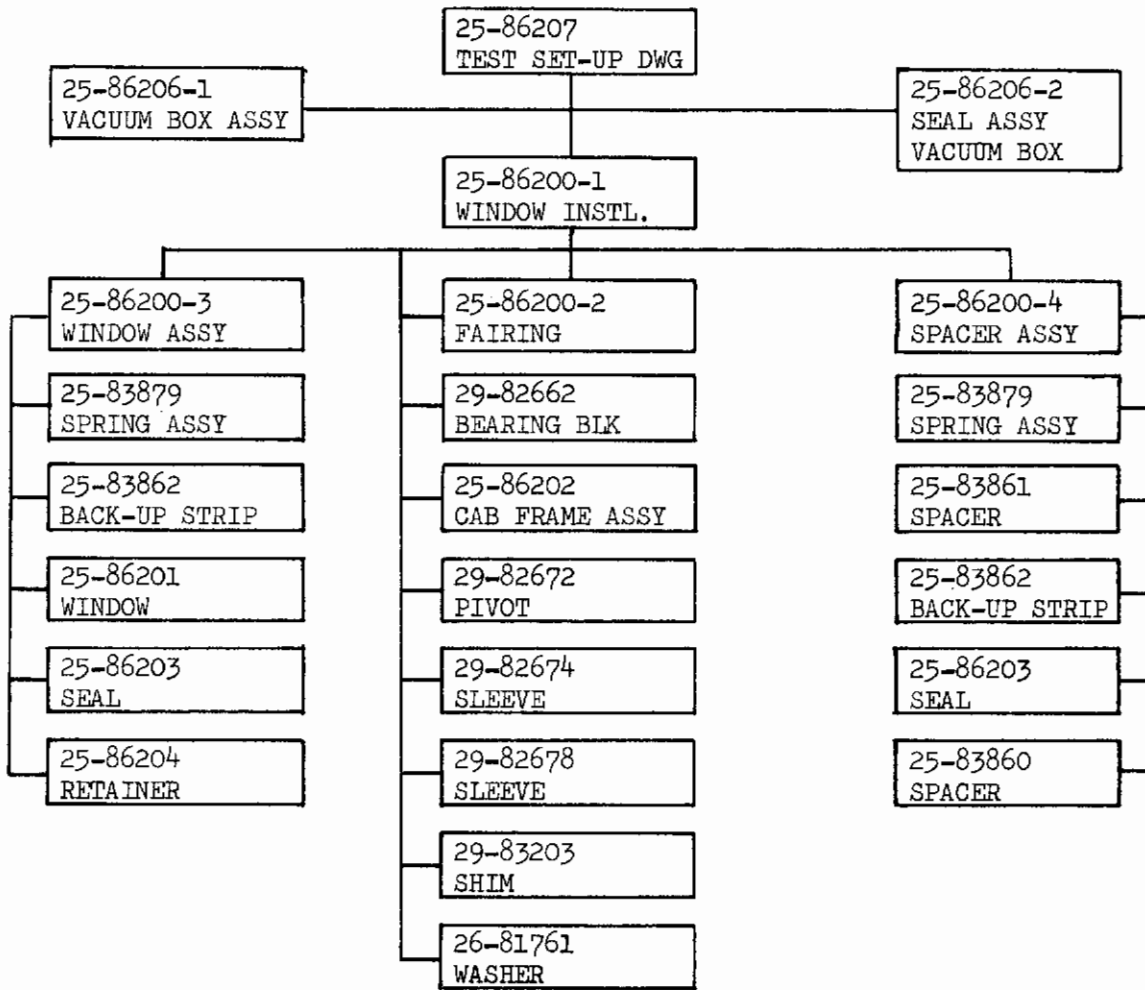 25-86207
TEST SET-UP DWG
25-86206-1
VACUUM BOX ASSY
25-86206-2
SEAL ASSY
VACUUM BOX
25-86200-1
WINDOW INSTL.
25-86200-3
WINDOW ASSY
25-83879
SPRING ASSY
25-83862
BACK-UP STRIP
25-86201
WINDOW
25-86203
SEAL
25-86204
RETAINER
25-86200-2
FAIRING
29-82662
BEARING BLK
25-86202
CAB FRAME ASSY
29-82672
PIVOT
29-82674
SLEEVE
29-82678
SLEEVE
29-83203
SHIM
26-81761
WASHER
25-86200-4
SPACER ASSY
25-83879
SPRING ASSY
25-83861
SPACER
25-83862
BACK-UP STRIP
25-86203
SEAL
25-83860
SPACER